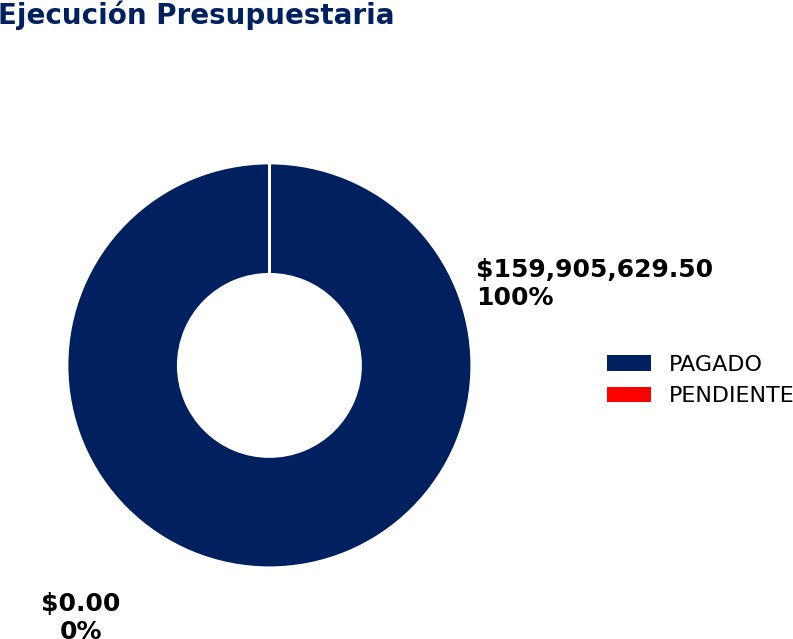 Ejecución Presupuestaria
$159,905,629.50
100%
PAGADO
PENDIENTE
$0.00
0%